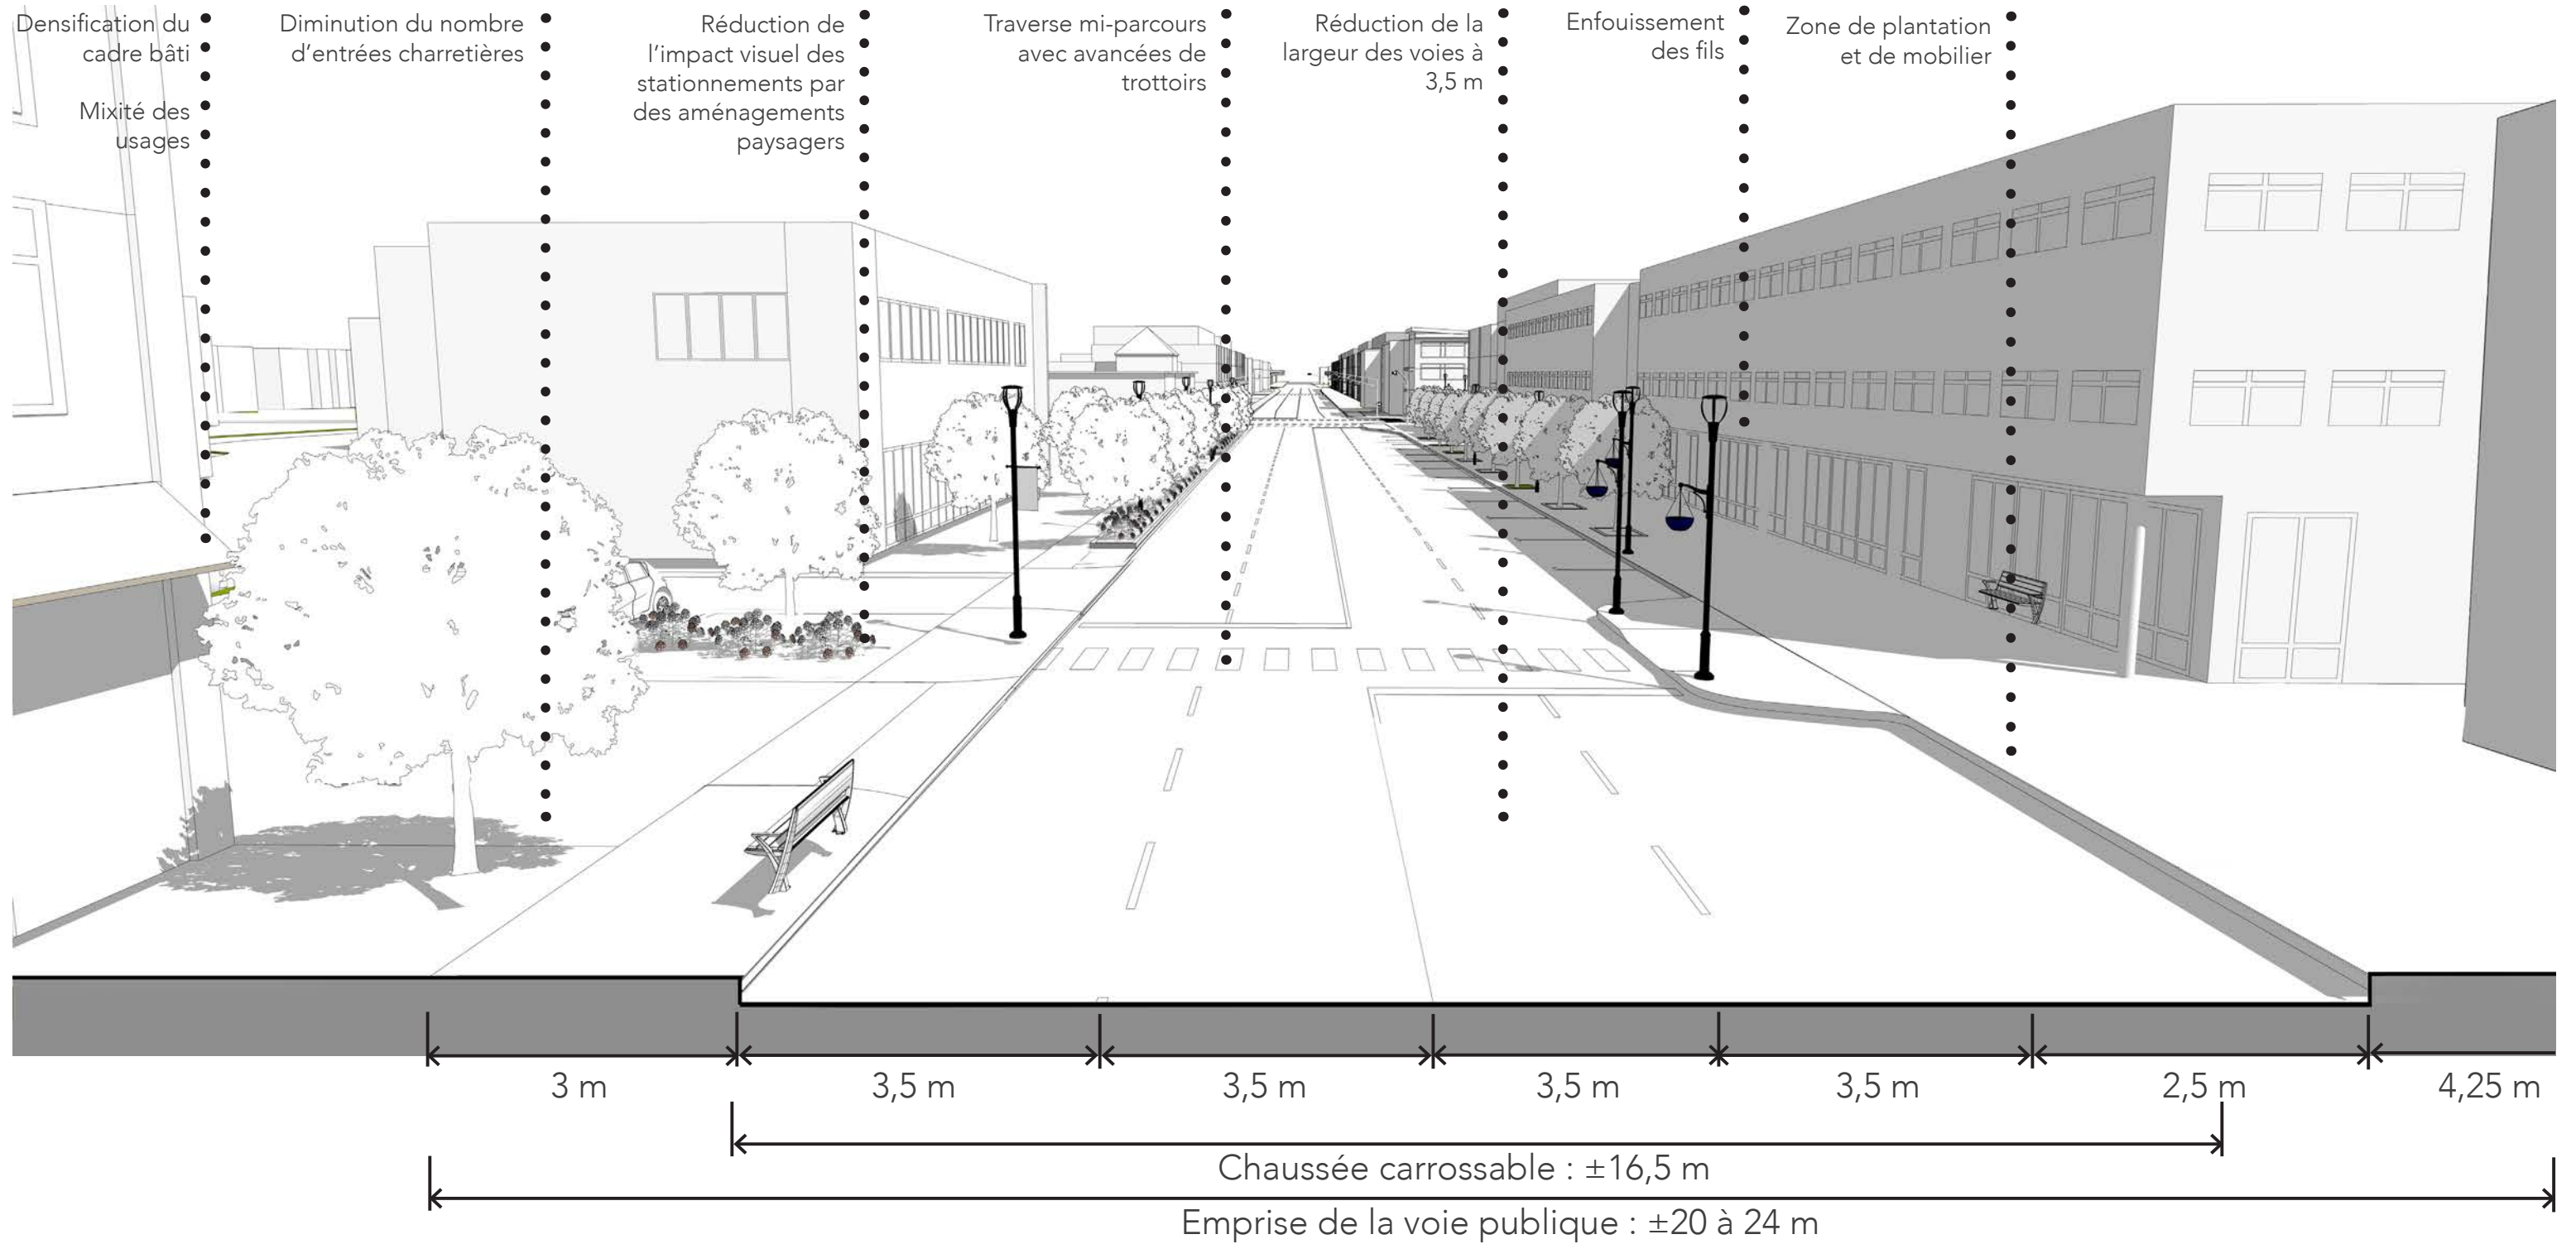 Densification du
cadre bâti
Mixité des
usages
Diminution du nombre
d'entrées charretières
Réduction de
l'impact visuel des
stationnements par
des aménagements
paysagers
Traverse mi-parcours
avec avancées de
trottoirs
Réduction de la
largeur des voies à
3,5 m
Enfouissement
des fils
Zone de plantation
et de mobilier
3 m
3,5 m
3,5 m
3,5 m
3,5 m
2,5 m
4,25 m
Chaussée carrossable : ±16,5 m
Emprise de la voie publique : ±20 à 24 m